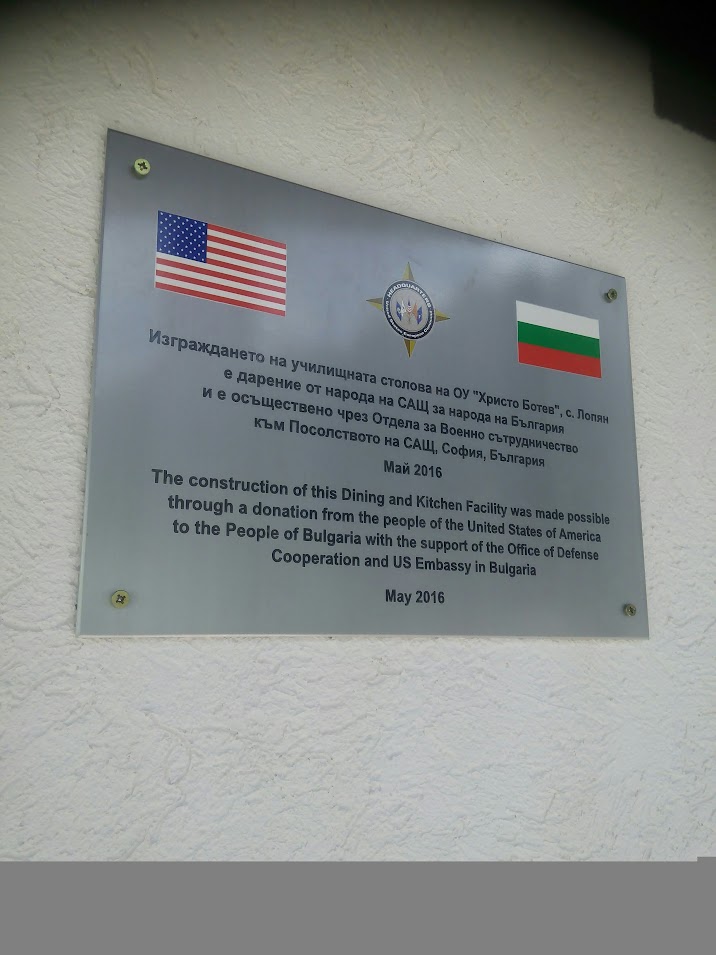 HEADQUARTERS
Изграждането на училищната столова на ОУ "Христо Ботев", с. Лопян
е дарение от народа на САЩ за народа на България
и е осъществено чрез Отдела за Военно сътрудничество
към Посолството на САЩ, София, България
Май 2016
The construction of this Dining and Kitchen Facility was made possible
through a donation from the people of the United States of America
to the People of Bulgaria with the support of the Office of Defense
Cooperation and US Embassy in Bulgaria
May 2016